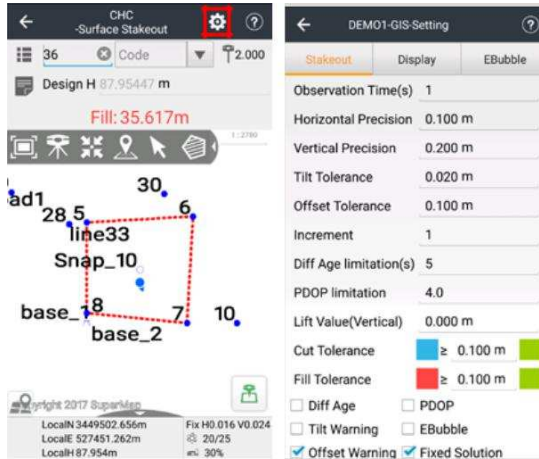 CHC
-Surface Stakeout
36
Code
2.000
Design H 87.95447 m
Fill:35.617m
1:2780
ad1
30
28 5
6
line33
Snap_10
base_1 8
7
10
base_2
yright 2017 SuperMap
LocalN 3449502.656m
Fix H0.016 V0.024
LocalE 527451.262m
20/25
LocalH 87.954m
30%
DEMO1-GIS-Setting
Stakeout Display EBubble
Observation Time(s) 1
Horizontal Precision 0.100 m
Vertical Precision 0.200 m
Tilt Tolerance 0.020 m
Offset Tolerance 0.100 m
Increment 1
Diff Age limitation(s) 5
PDOP limitation 4.0
Lift Value(Vertical) 0.000 m
Cut Tolerance ≥ 0.100 m
Fill Tolerance ≥ 0.100 m
Diff Age PDOP
Tilt Warning EBubble
Offset Warning Fixed Solution